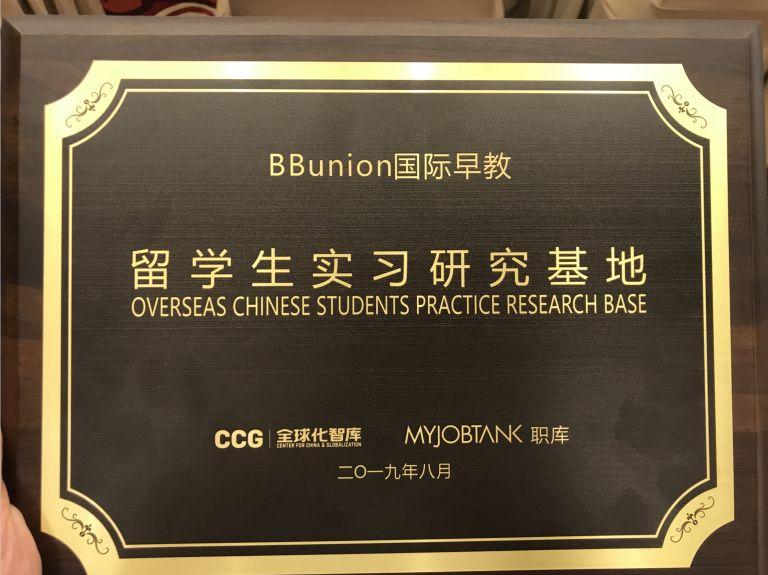 BBunion国际早教
留学生实习研究基地
OVERSEAS CHINESE STUDENTS PRACTICE RESEARCH BASE
CCG 全球化智库 MYJOBTANK 职库
CENTER FOR CHINA & GLOBALIZATION
二〇一九年八月